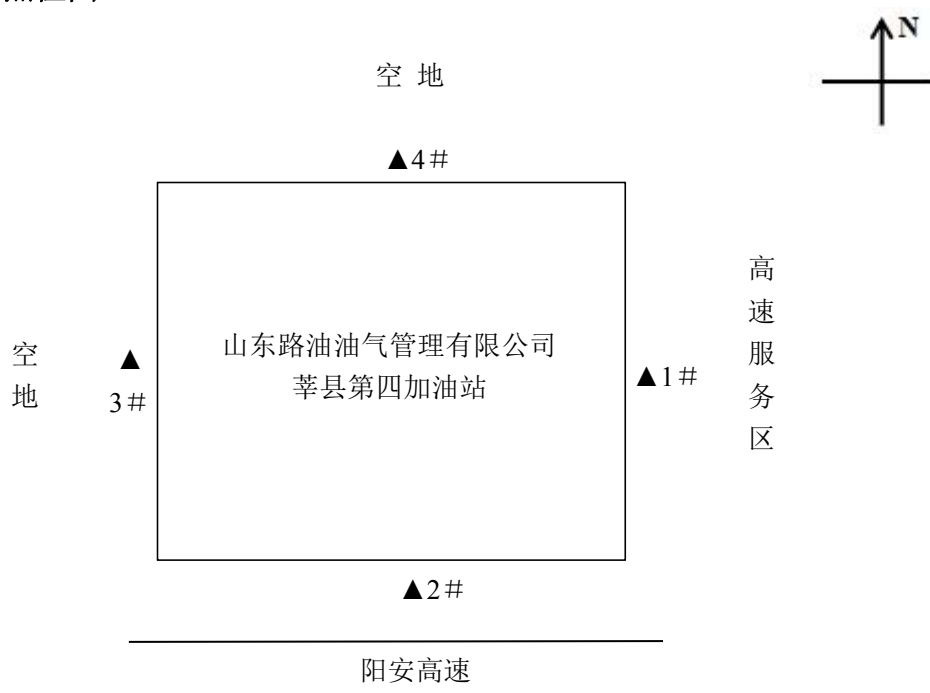 N
空 地
▲4＃
高速服务区
山东路油油气管理有限公司
莘县第四加油站
空地
▲
3＃
▲1＃
▲2＃
阳安高速